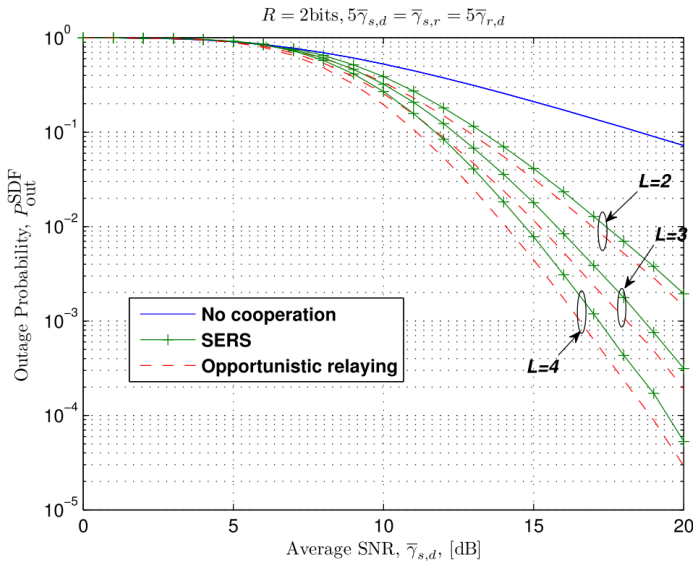 R = 2bits, 5γ̅s,d = γ̅s,r = 5γ̅r,d
10^0
10^-1
10^-2
10^-3
10^-4
10^-5
Outage Probability, P_out^SDF
L=2
L=3
L=4
No cooperation
SERS
Opportunistic relaying
0 5 10 15 20
Average SNR, γ̅s,d, [dB]